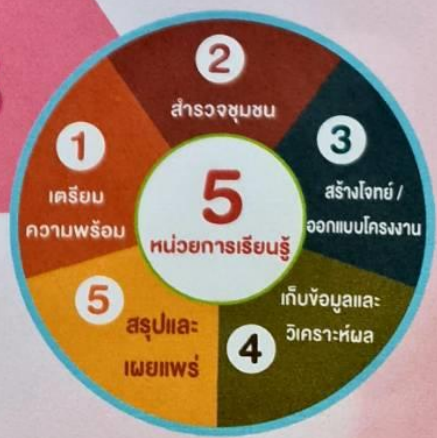 5
หน่วยการเรียนรู้
1
เตรียม
ความพร้อม
2
สำรวจชุมชน
3
สร้างโจทย์ /
ออกแบบโครงงาน
4
เก็บข้อมูลและ
วิเคราะห์ผล
5
สรุปและ
เผยแพร่